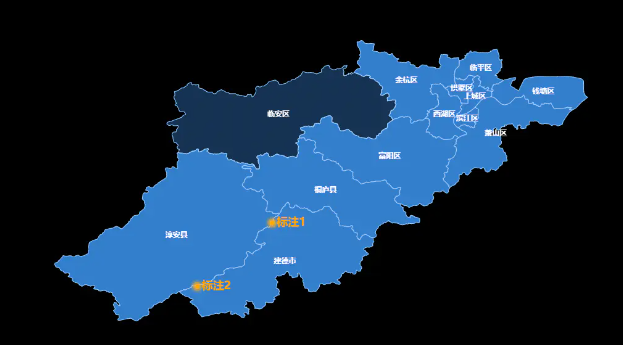 临平区
余杭区
拱墅区
钱塘区
上城区
临安区
西湖区
滨江区
萧山区
富阳区
桐庐县
标注1
淳安县
建德市
标注2